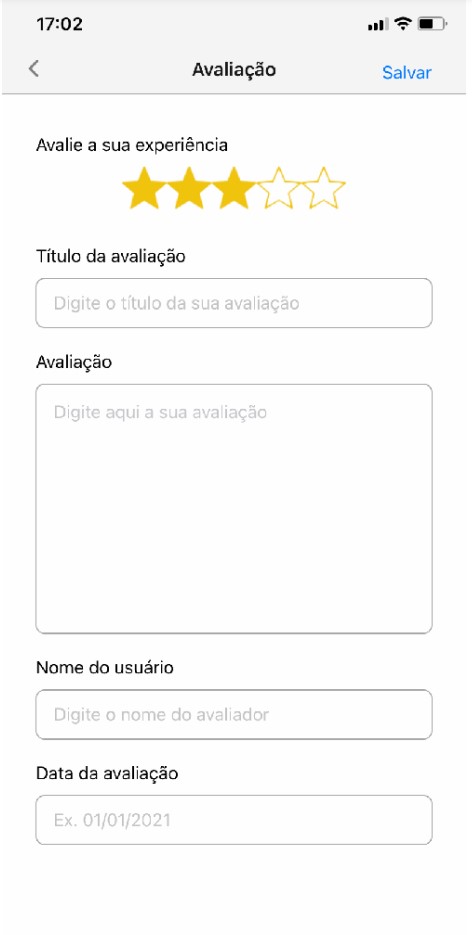 17:02
Avaliação
Salvar
Avalie a sua experiência
Título da avaliação
Digite o título da sua avaliação
Avaliação
Digite aqui a sua avaliação
Nome do usuário
Digite o nome do avaliador
Data da avaliação
Ex. 01/01/2021